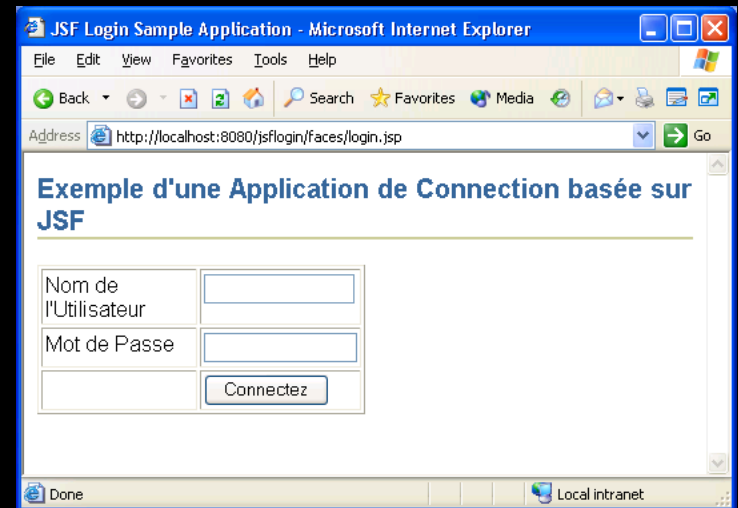 JSF Login Sample Application - Microsoft Internet Explorer
File Edit View Favorites Tools Help
Back Search Favorites Media
Address http://localhost:8080/jsflogin/faces/login.jsp Go
Exemple d'une Application de Connection basée sur
JSF
Nom de
l'Utilisateur
Mot de Passe
Connectez
Done Local intranet